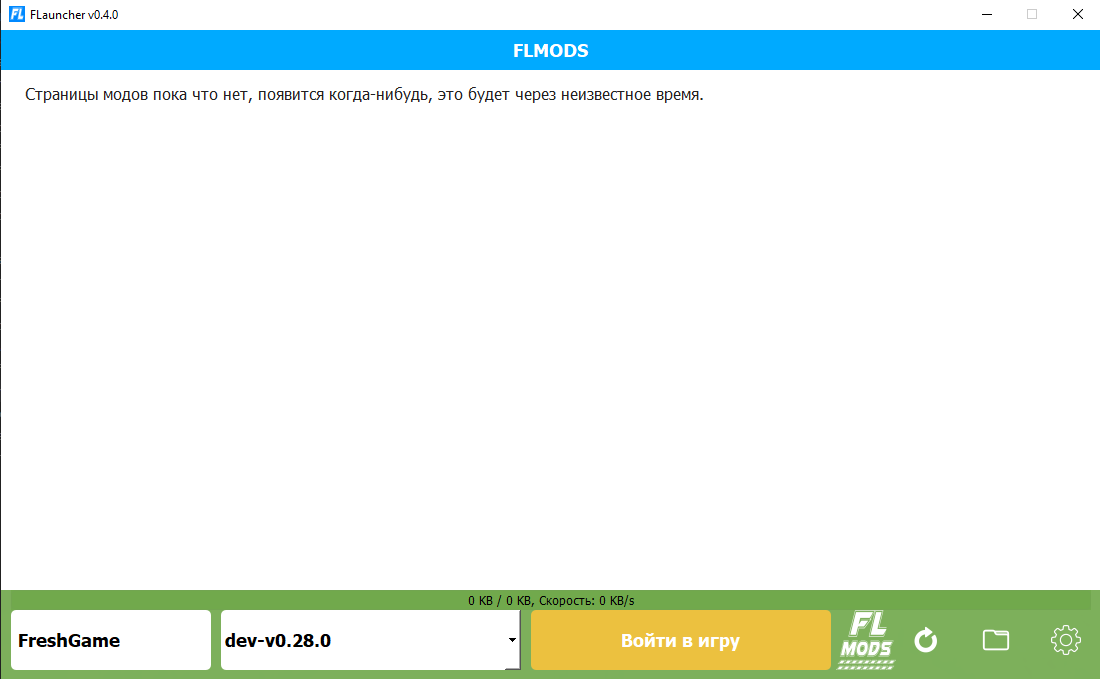 FL FLauncher v0.4.0
FLMODS
Страницы модов пока что нет, появится когда-нибудь, это будет через неизвестное время.
0 KB / 0 KB, Скорость: 0 KB/s
FreshGame
dev-v0.28.0
Войти в игру
FL
MODS